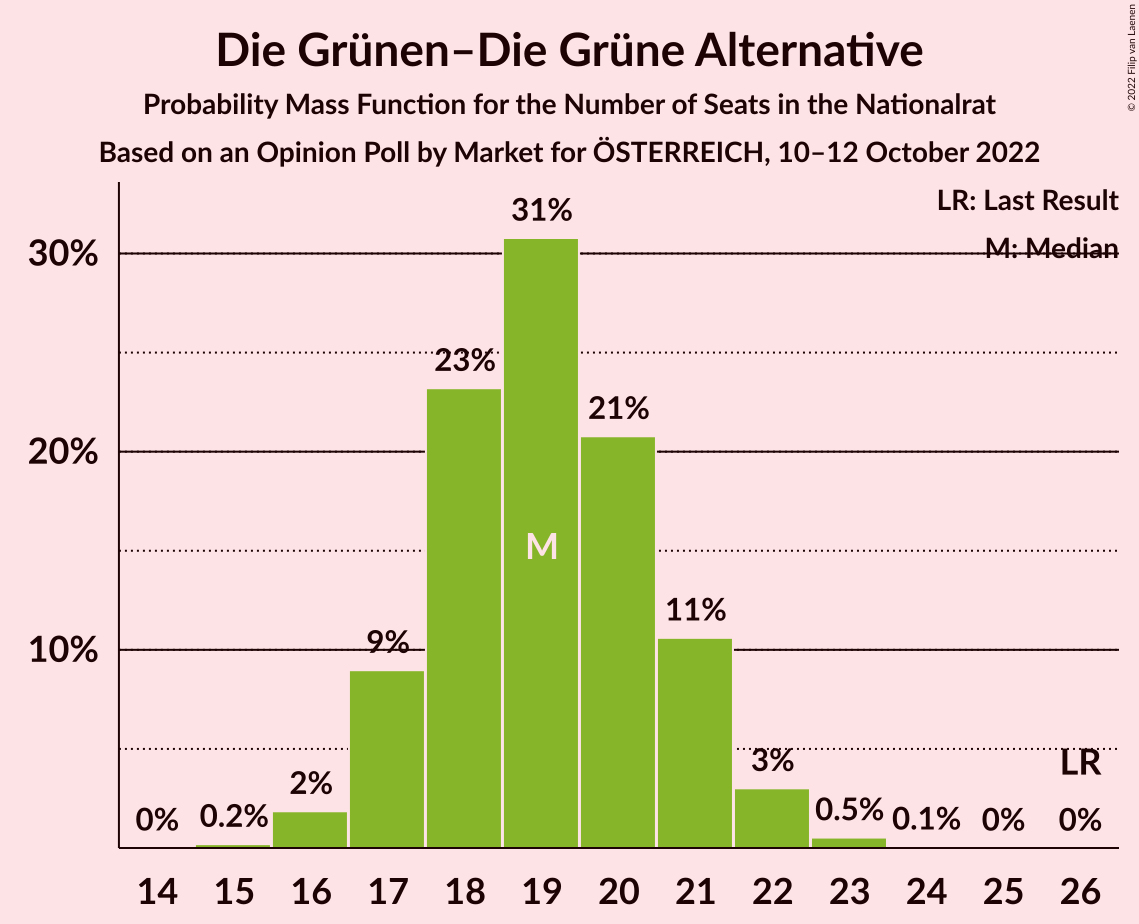 Die Grünen–Die Grüne Alternative
Probability Mass Function for the Number of Seats in the Nationalrat
Based on an Opinion Poll by Market for ÖSTERREICH, 10–12 October 2022
© 2022 Filip van Laenen
LR: Last Result
M: Median
30%
20%
10%
0%
0.2%
2%
9%
23%
31%
21%
11%
3%
0.5%
0.1%
0%
0%
M
LR
14 15 16 17 18 19 20 21 22 23 24 25 26